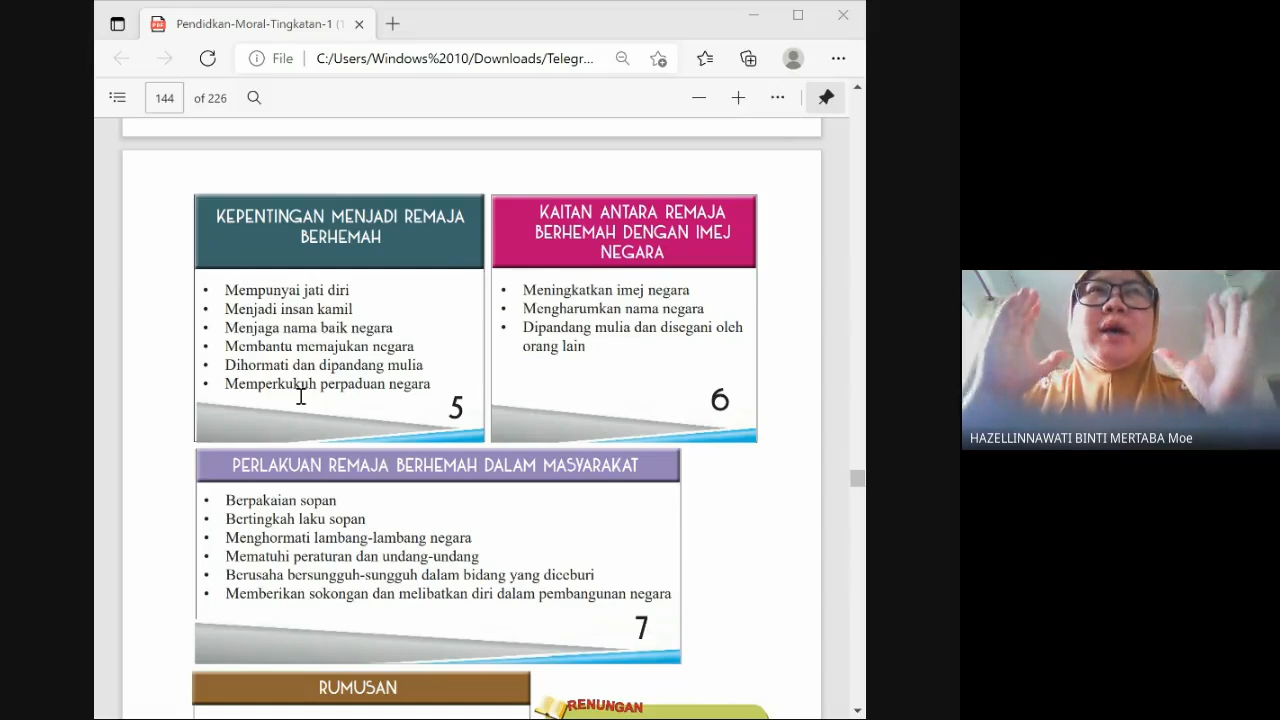 Pendidkan-Moral-Tingkatan-1 (1
File
C:/Users/Windows%2010/Downloads/Telegr...
144
of 226
KEPENTINGAN MENJADI REMAJA
BERHEMAH
Mempunyai jati diri
Menjadi insan kamil
Menjaga nama baik negara
Membantu memajukan negara
Dihormati dan dipandang mulia
Memperkukuh perpaduan negara
5
KAITAN ANTARA REMAJA
BERHEMAH DENGAN IMEJ
NEGARA
Meningkatkan imej negara
Mengharumkan nama negara
Dipandang mulia dan disegani oleh
orang lain
6
PERLAKUAN REMAJA BERHEMAH DALAM MASYARAKAT
Berpakaian sopan
Bertingkah laku sopan
Menghormati lambang-lambang negara
Mematuhi peraturan dan undang-undang
Berusaha bersungguh-sungguh dalam bidang yang diceburi
Memberikan sokongan dan melibatkan diri dalam pembangunan negara
7
RUMUSAN
RENUNGAN
HAZELLINNAWATI BINTI MERTABA Moe